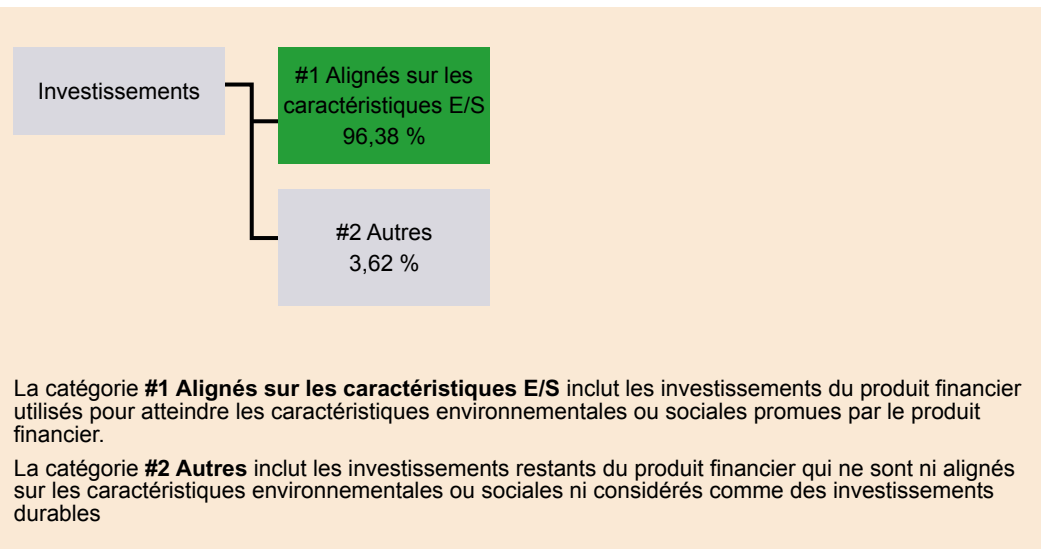 Investissements
#1 Alignés sur les
caractéristiques E/S
96,38 %
#2 Autres
3,62 %
La catégorie #1 Alignés sur les caractéristiques E/S inclut les investissements du produit financier
utilisés pour atteindre les caractéristiques environnementales ou sociales promues par le produit
financier.
La catégorie #2 Autres inclut les investissements restants du produit financier qui ne sont ni alignés
sur les caractéristiques environnementales ou sociales ni considérés comme des investissements
durables